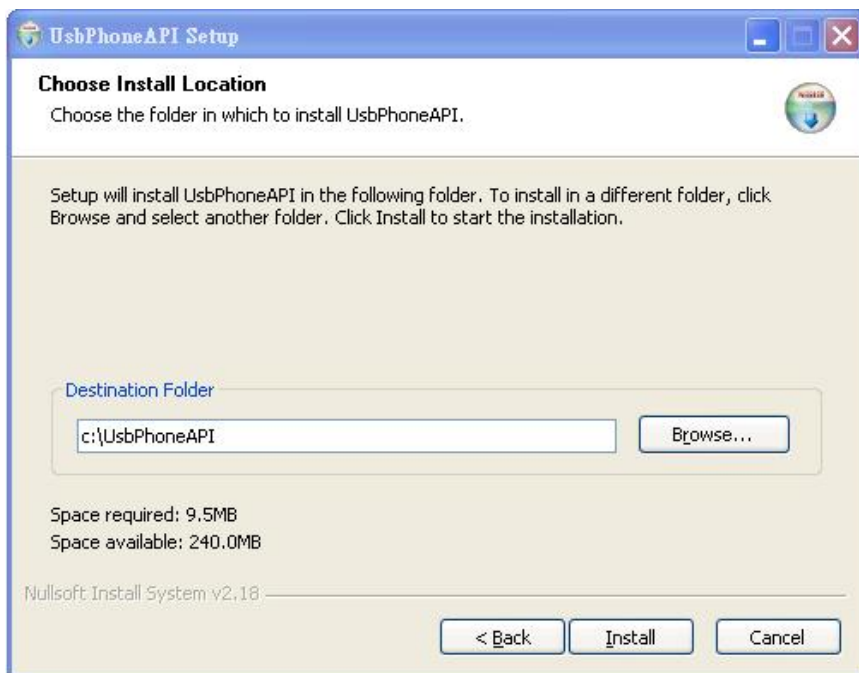 UsbPhoneAPI Setup
Choose Install Location
Choose the folder in which to install UsbPhoneAPI.
Setup will install UsbPhoneAPI in the following folder. To install in a different folder, click
Browse and select another folder. Click Install to start the installation.
Destination Folder
c:\UsbPhoneAPI
Browse...
Space required: 9.5MB
Space available: 240.0MB
Nullsoft Install System v2.18
< Back
Install
Cancel